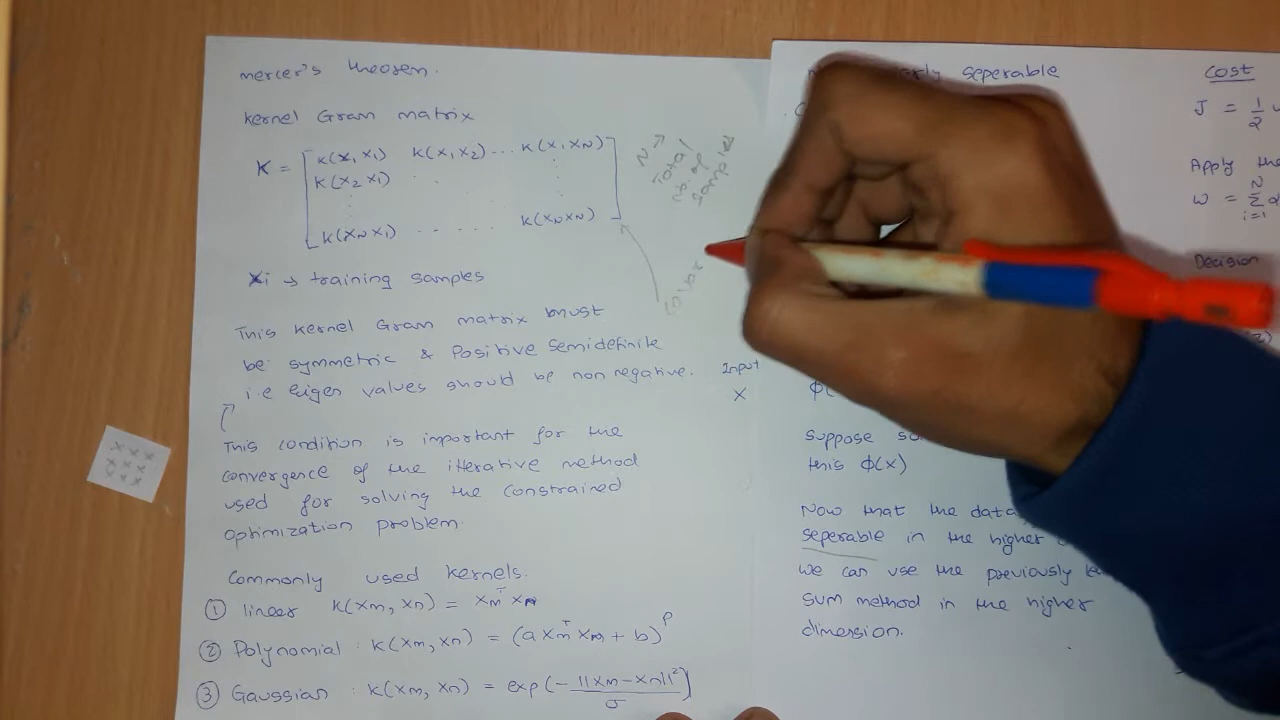 mercer's theorem.
Kernel Gram matrix
K = [ K(x1 x1) K(x1 x2) ... K(x1 xN) ]
K(x2 x1)
K(xN x1) ..... K(xN xN)
N → Total no. of samples
xi → training samples
This Kernel Gram matrix must
be symmetric & Positive Semidefinite
i.e Eigen values should be non negative.
This condition is important for the
convergence of the itterative method
used for solving the constrained
optimization problem.
Commonly used kernels.
① linear K(xm, xn) = xmᵀ xn
② Polynomial : K(xm, xn) = (a xmᵀ xn + b)ᵖ
③ Gaussian : K(xm, xn) = exp(- ||xm - xn||² / σ)
seperable
Input
x
Suppose
this Φ(x)
Now that the data
seperable in the higher
we can use the previously
svm method in the higher
dimension.
Cost
J = 1/2
Apply the
w = N Σ i=1 α
Decision